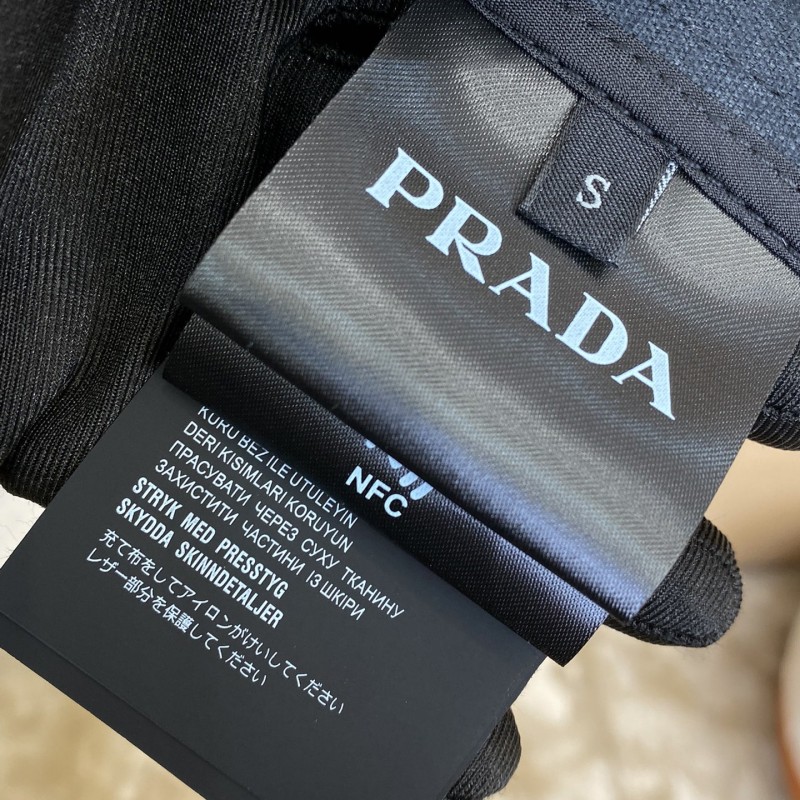 PRADA
S
NFC
KURU BEZ ILE UTULEYIN
DERI KISIMLARI KORUYUN
ПРАСУВАТИ ЧЕРЕЗ СУХУ ТКАНИНУ
ЗАХИСТИТИ ЧАСТИНИ ІЗ ШКІРИ
STRYK MED PRESSTYG
SKYDDA SKINNDETALJER
充て布をしてアイロンがけいしてください
レザー部分を保護してください